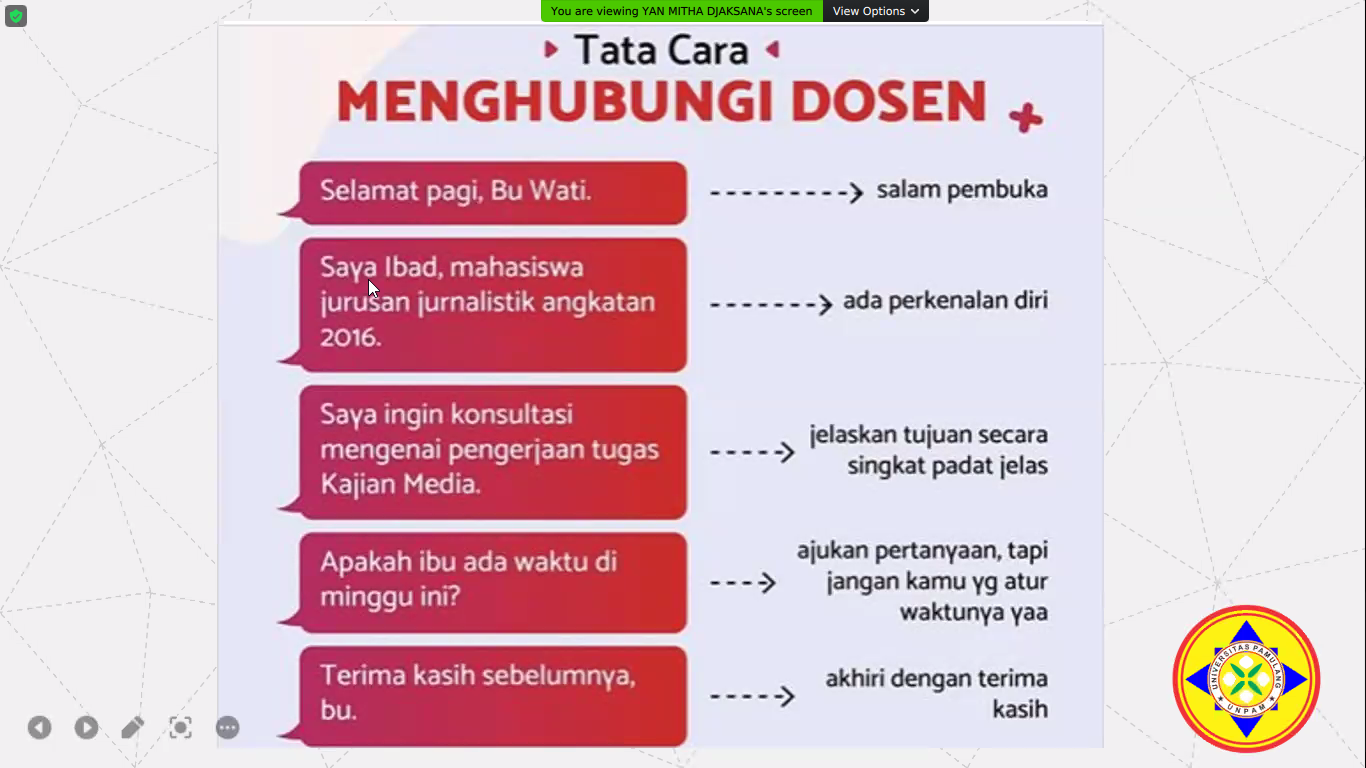 You are viewing YAN MITHA DJAKSANA's screen
View Options
Tata Cara
MENGHUBUNGI DOSEN
Selamat pagi, Bu Wati.
salam pembuka
Saya Ibad, mahasiswa
jurusan jurnalistik angkatan
2016.
ada perkenalan diri
Saya ingin konsultasi
mengenai pengerjaan tugas
Kajian Media.
jelaskan tujuan secara
singkat padat jelas
Apakah ibu ada waktu di
minggu ini?
ajukan pertanyaan, tapi
jangan kamu yg atur
waktunya yaa
Terima kasih sebelumnya,
bu.
akhiri dengan terima
kasih
UNIVERSITAS PAMULANG
UNPAM